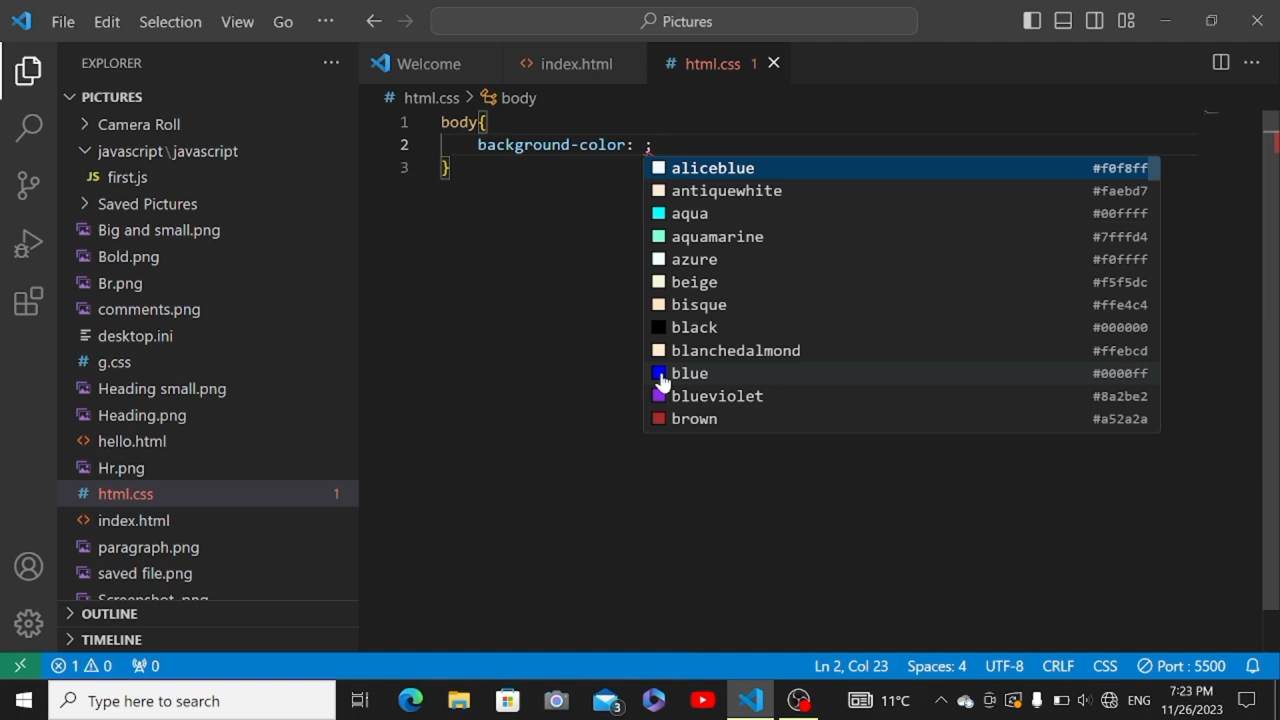 File Edit Selection View Go ··· Pictures
EXPLORER ···
Welcome index.html # html.css 1
PICTURES
# html.css > body
Camera Roll
javascript\javascript
JS first.js
Saved Pictures
Big and small.png
Bold.png
Br.png
comments.png
desktop.ini
# g.css
Heading small.png
Heading.png
<> hello.html
Hr.png
# html.css 1
<> index.html
paragraph.png
saved file.png
OUTLINE
TIMELINE
1 body{
2 background-color: ;
3 }
aliceblue #f0f8ff
antiquewhite #faebd7
aqua #00ffff
aquamarine #7fffd4
azure #f0ffff
beige #f5f5dc
bisque #ffe4c4
black #000000
blanchedalmond #ffebcd
blue #0000ff
blueviolet #8a2be2
brown #a52a2a
1 0 0 Ln 2, Col 23 Spaces: 4 UTF-8 CRLF CSS Port : 5500
Type here to search 3 11°C ENG 7:23 PM
11/26/2023